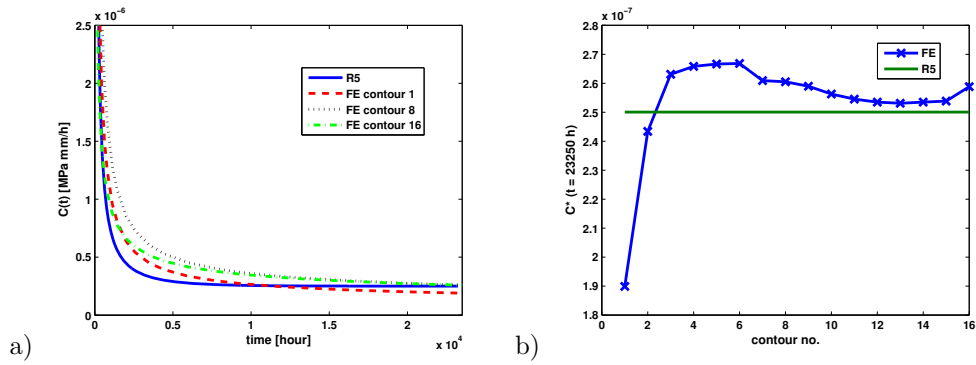 a)
x 10^-6
2.5
2
1.5
1
0.5
0
C(t) [MPa mm/h]
R5
FE contour 1
FE contour 8
FE contour 16
0
0.5
1
1.5
2
x 10^4
time [hour]
b)
x 10^-7
2.8
2.7
2.6
2.5
2.4
2.3
2.2
2.1
2
1.9
1.8
C* (t = 23250 h)
FE
R5
0
2
4
6
8
10
12
14
16
contour no.